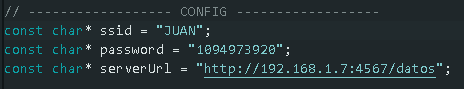 // ----------------- CONFIG -----------------
const char* ssid = "JUAN";
const char* password = "1094973920";
const char* serverUrl = "http://192.168.1.7:4567/datos";